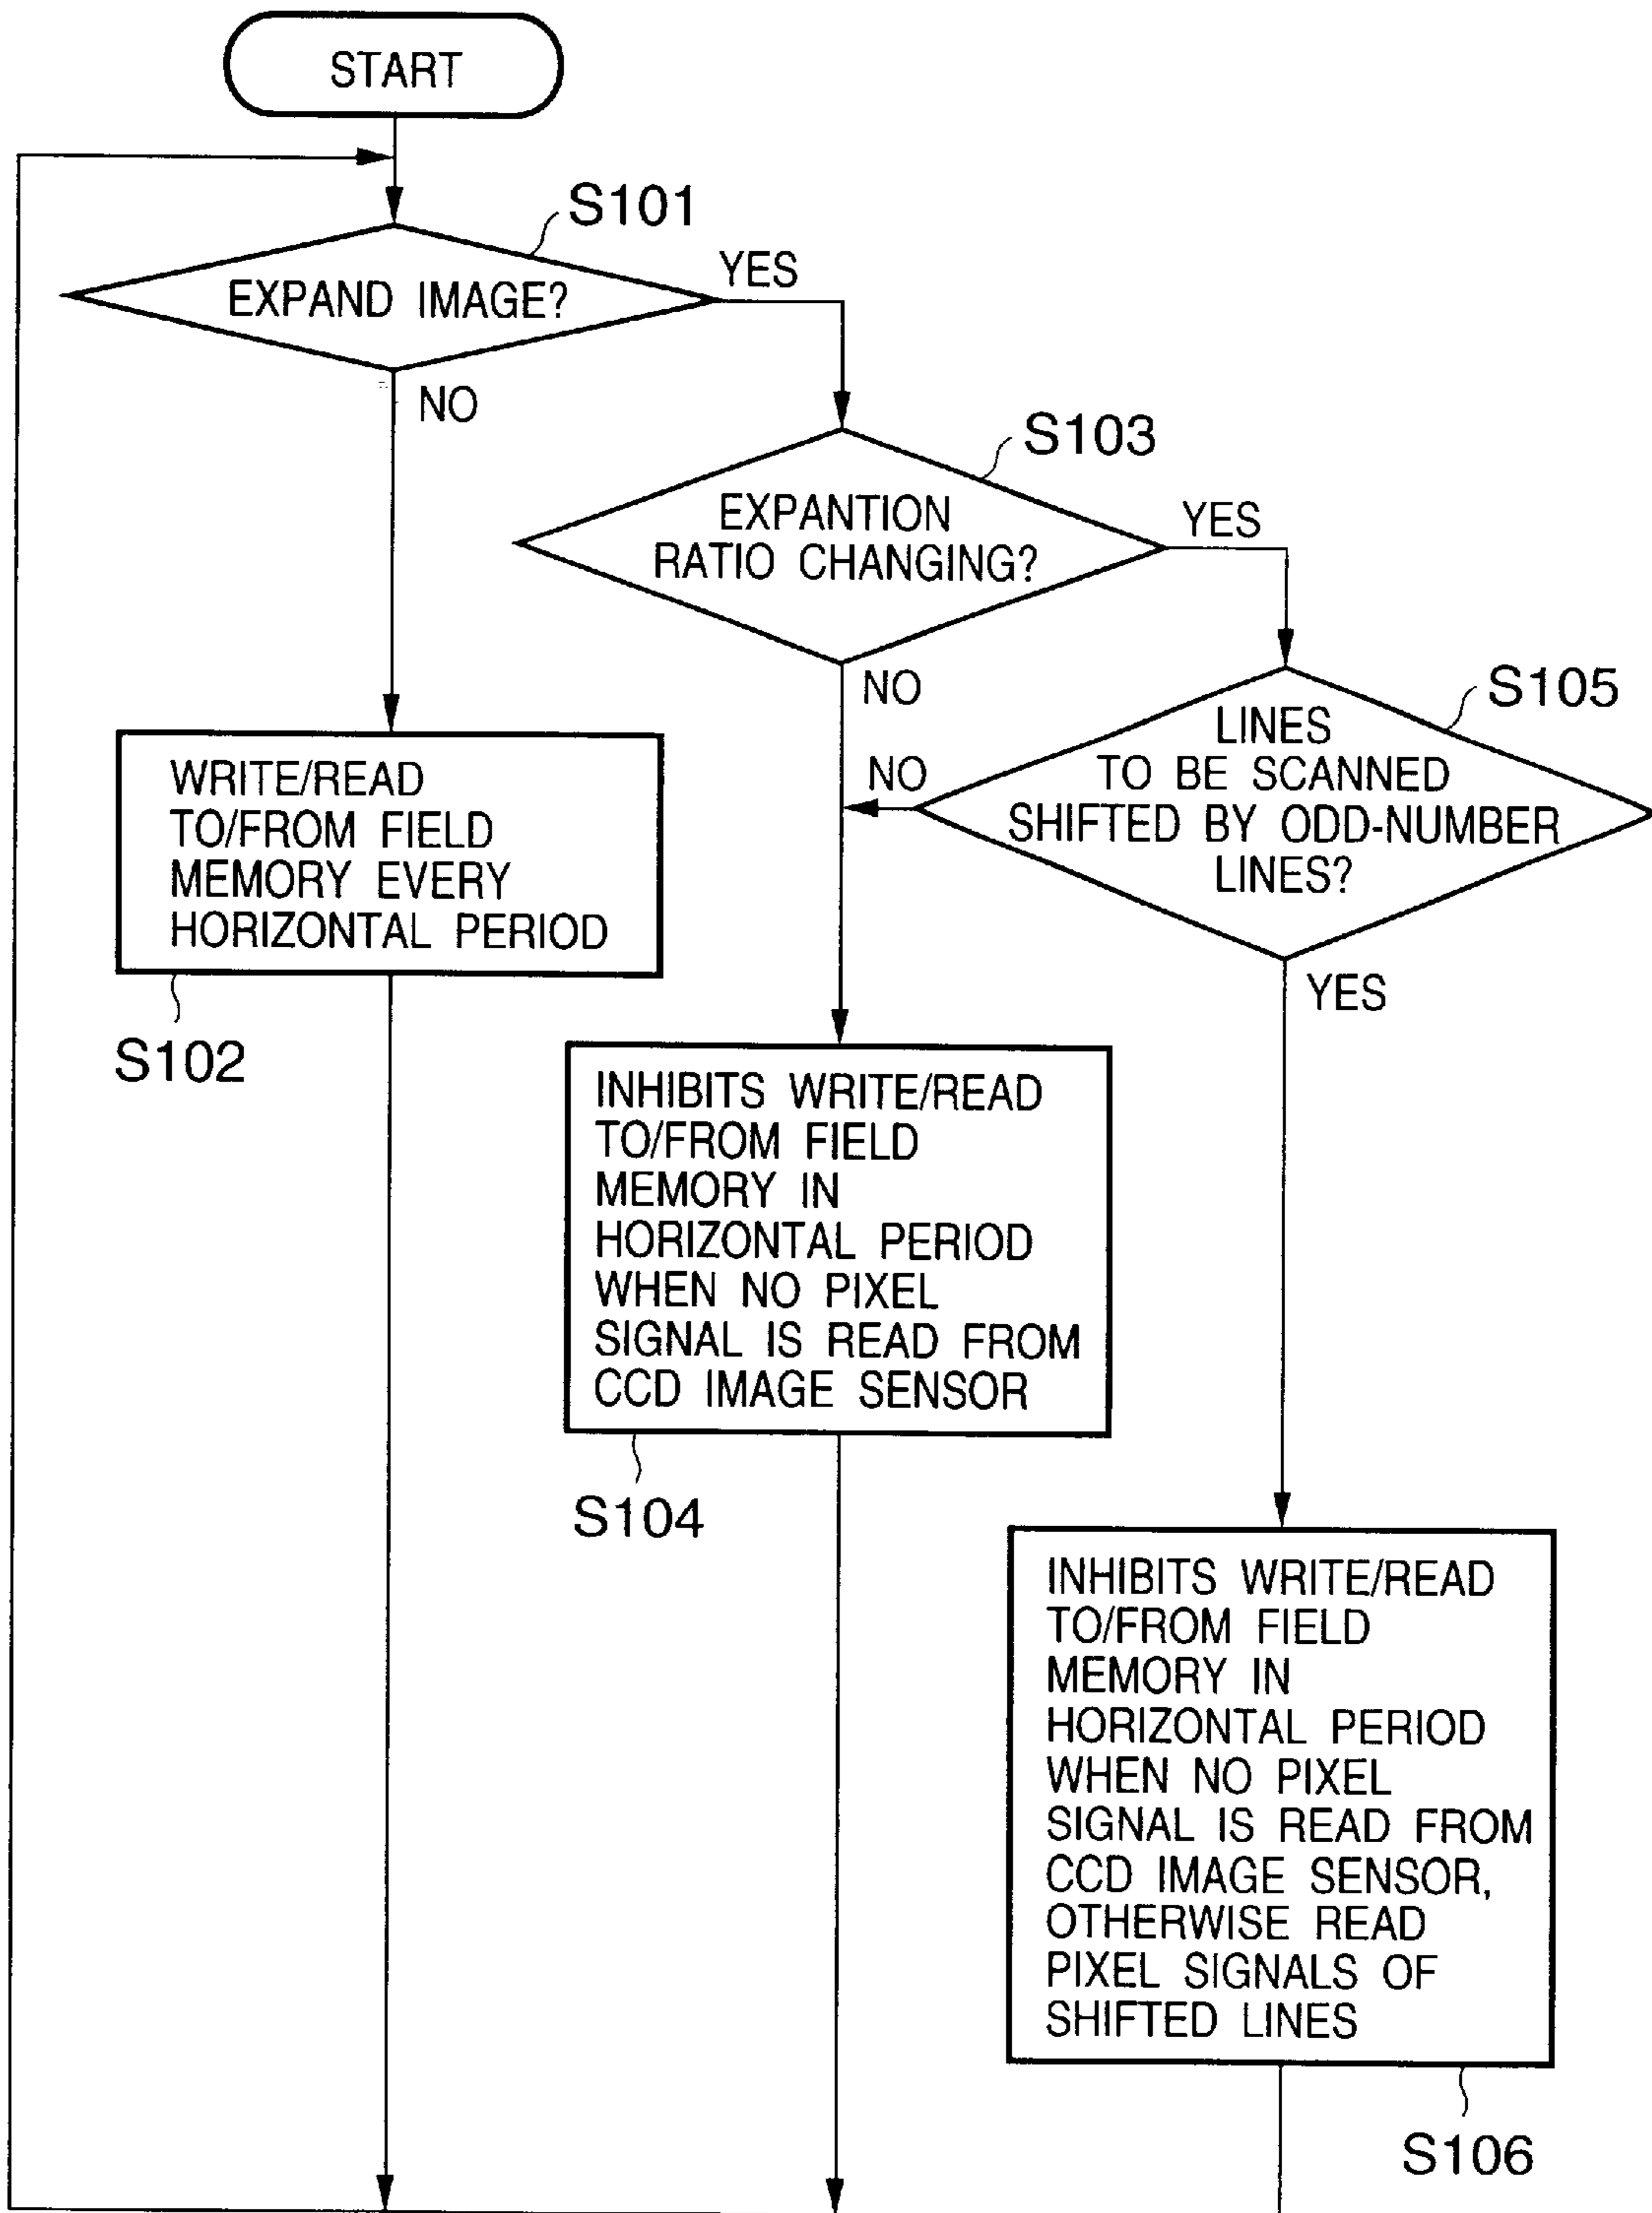 START
S101
EXPAND IMAGE?
YES
NO
S103
EXPANTION
RATIO CHANGING?
YES
NO
S105
LINES
TO BE SCANNED
SHIFTED BY ODD-NUMBER
LINES?
NO
YES
WRITE/READ
TO/FROM FIELD
MEMORY EVERY
HORIZONTAL PERIOD
S102
INHIBITS WRITE/READ
TO/FROM FIELD
MEMORY IN
HORIZONTAL PERIOD
WHEN NO PIXEL
SIGNAL IS READ FROM
CCD IMAGE SENSOR
S104
INHIBITS WRITE/READ
TO/FROM FIELD
MEMORY IN
HORIZONTAL PERIOD
WHEN NO PIXEL
SIGNAL IS READ FROM
CCD IMAGE SENSOR,
OTHERWISE READ
PIXEL SIGNALS OF
SHIFTED LINES
S106